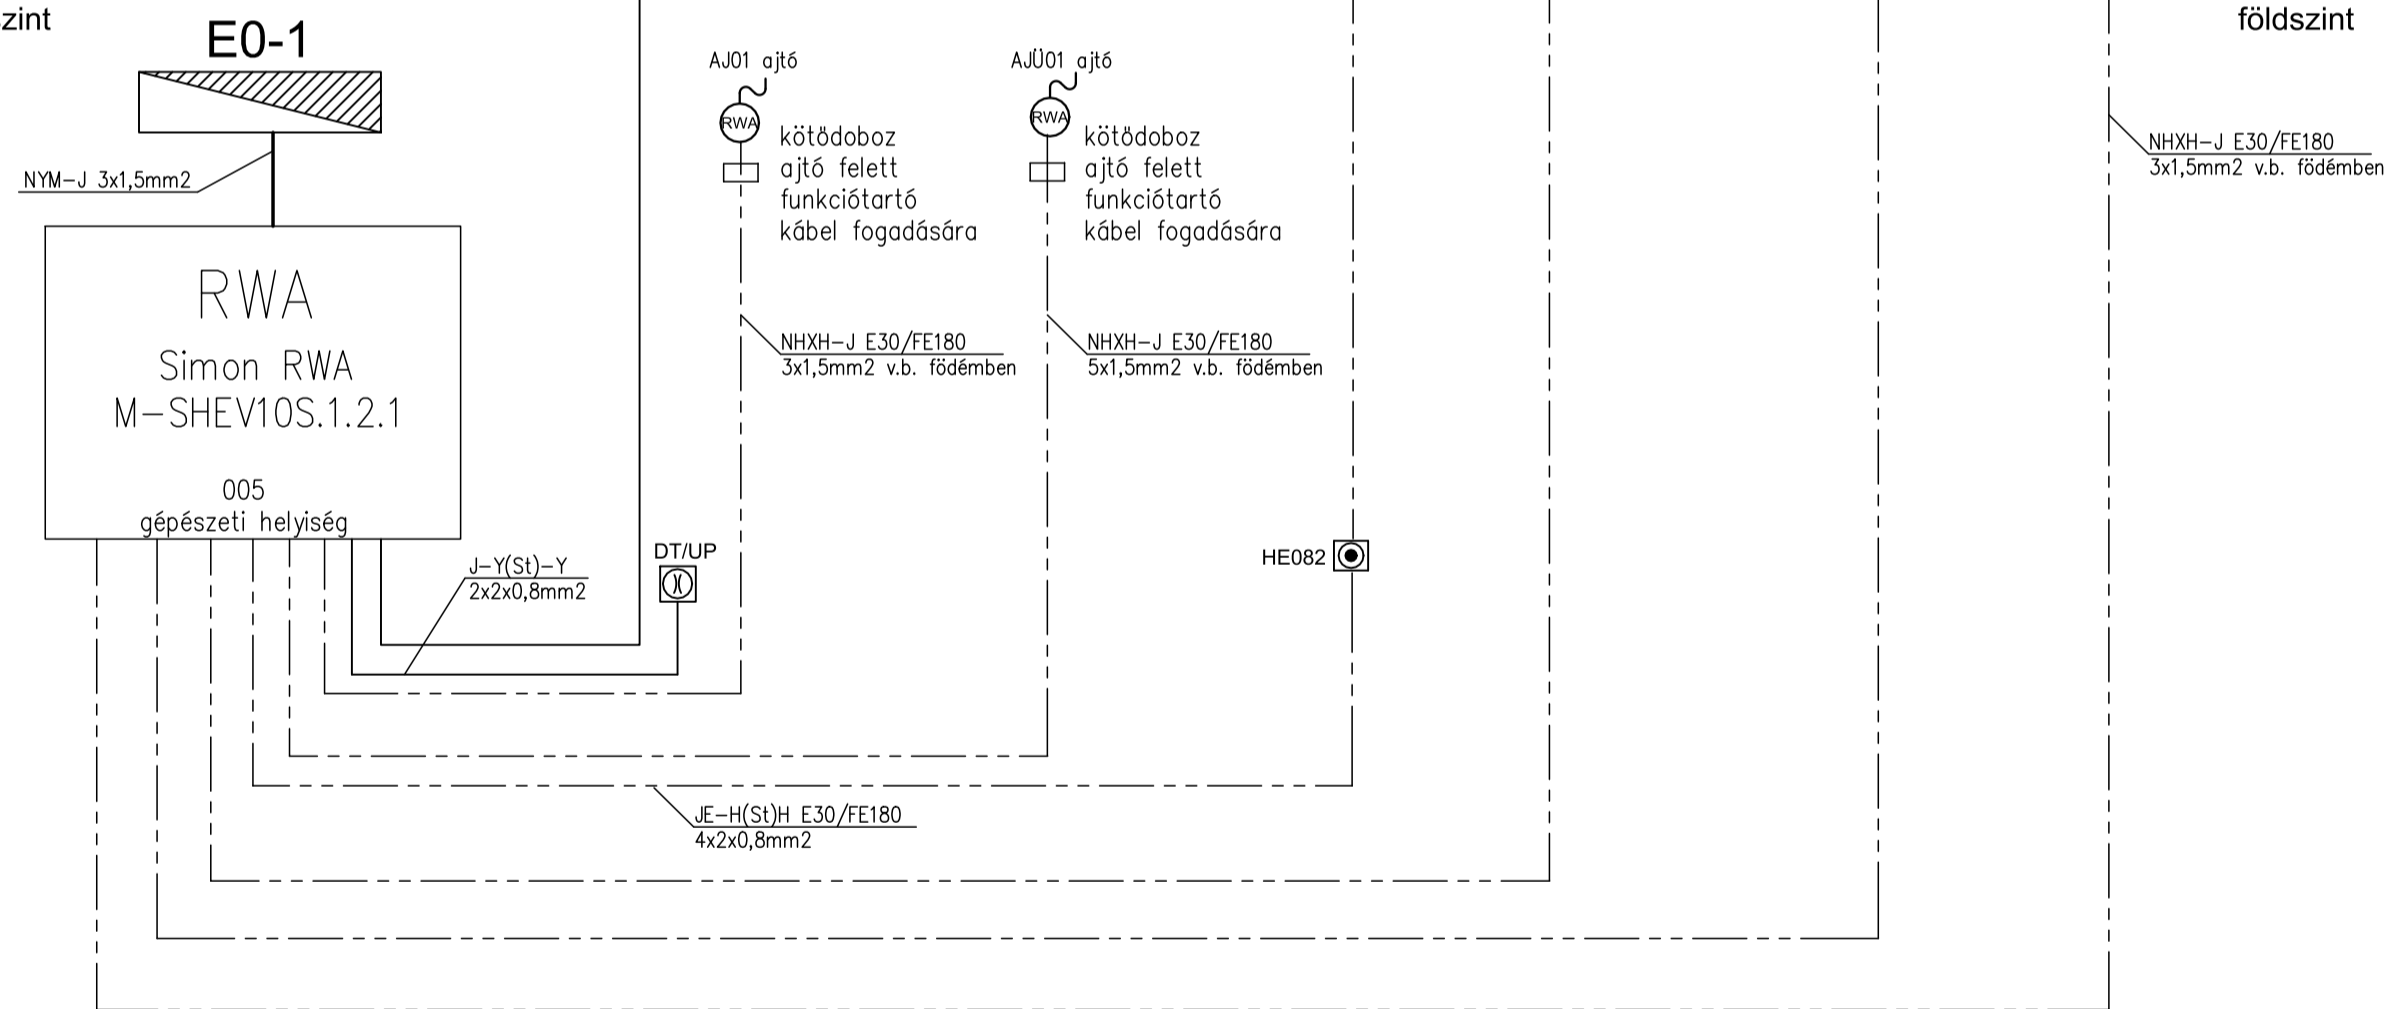 zint
földszint
E0-1
NYM-J 3x1,5mm2
RWA
Simon RWA
M-SHEV10S.1.2.1
005
gépészeti helyiség
J-Y(St)-Y
2x2x0,8mm2
DT/UP
AJ01 ajtó
RWA
kötődoboz
ajtó felett
funkciótartó
kábel fogadására
NHXH-J E30/FE180
3x1,5mm2 v.b. födémben
AJÜ01 ajtó
RWA
kötődoboz
ajtó felett
funkciótartó
kábel fogadására
NHXH-J E30/FE180
5x1,5mm2 v.b. födémben
HE082
JE-H(St)H E30/FE180
4x2x0,8mm2
NHXH-J E30/FE180
3x1,5mm2 v.b. födémben